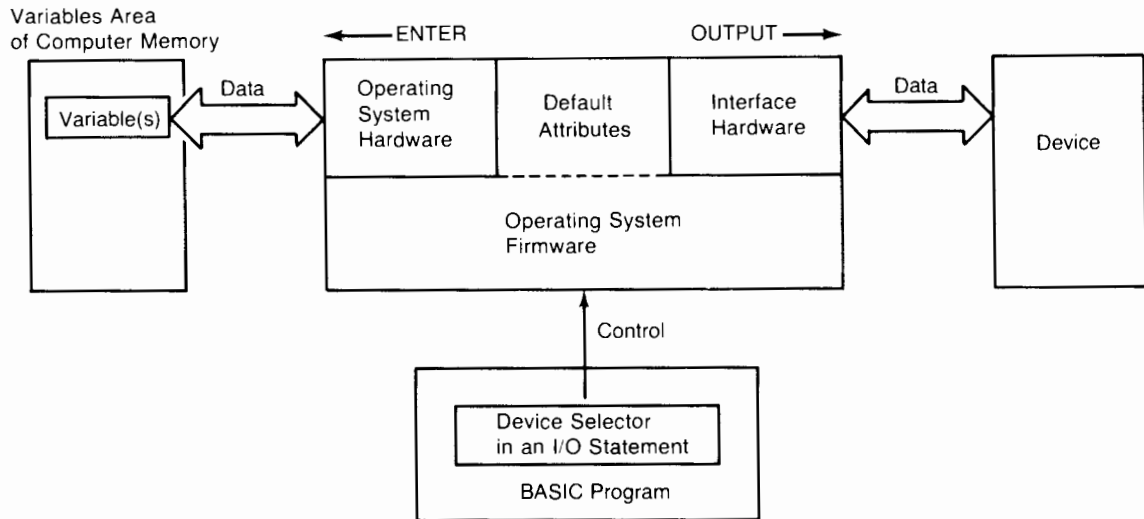 Variables Area
of Computer Memory
ENTER
OUTPUT
Data
Variable(s)
Operating
System
Hardware
Default
Attributes
Interface
Hardware
Data
Device
Operating System
Firmware
Control
Device Selector
in an I/O Statement
BASIC Program